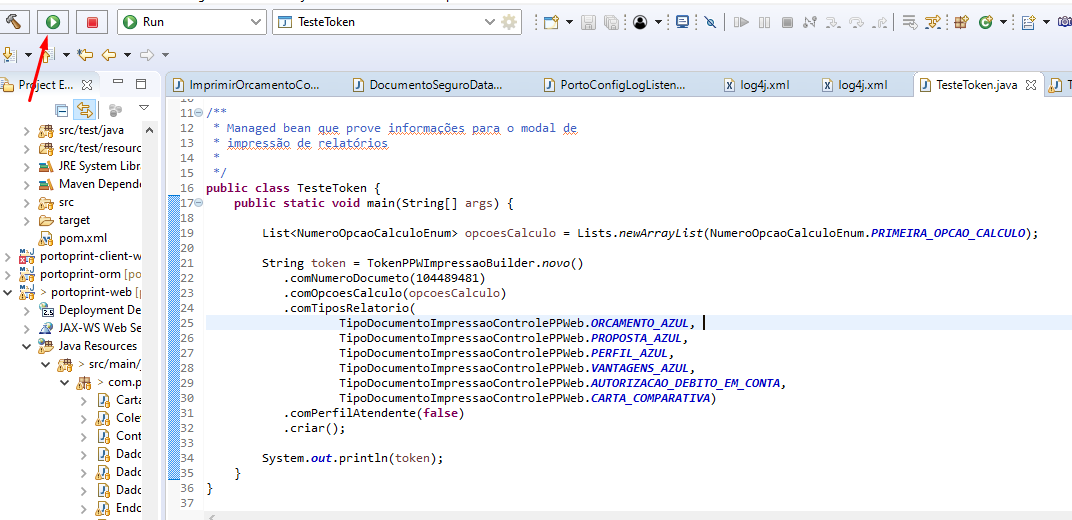 Run
TesteToken
Project E...
ImprimirOrcamentoCo...
DocumentoSeguroData...
PortoConfigLogListen...
log4j.xml
log4j.xml
TesteToken.java
src/test/java
src/test/resourc
JRE System Libr
Maven Depende
src
target
pom.xml
portoprint-client-w
portoprint-orm [po
> portoprint-web [p
Deployment De
JAX-WS Web Se
Java Resources
> src/main/j
> com.p
Carta
Colet
Cont
Dadc
Dadc
Dadc
Endc
10
11 /**
12 * Managed bean que prove informações para o modal de
13 * impressão de relatórios
14 *
15 */
16 public class TesteToken {
17 public static void main(String[] args) {
18
19 List<NumeroOpcaoCalculoEnum> opcoesCalculo = Lists.newArrayList(NumeroOpcaoCalculoEnum.PRIMEIRA_OPCAO_CALCULO);
20
21 String token = TokenPPWImpressaoBuilder.novo()
22 .comNumeroDocumeto(104489481)
23 .comOpcoesCalculo(opcoesCalculo)
24 .comTiposRelatorio(
25 TipoDocumentoImpressaoControlePPWeb.ORCAMENTO_AZUL,
26 TipoDocumentoImpressaoControlePPWeb.PROPOSTA_AZUL,
27 TipoDocumentoImpressaoControlePPWeb.PERFIL_AZUL,
28 TipoDocumentoImpressaoControlePPWeb.VANTAGENS_AZUL,
29 TipoDocumentoImpressaoControlePPWeb.AUTORIZACAO_DEBITO_EM_CONTA,
30 TipoDocumentoImpressaoControlePPWeb.CARTA_COMPARATIVA)
31 .comPerfilAtendente(false)
32 .criar();
33
34 System.out.println(token);
35 }
36 }
37